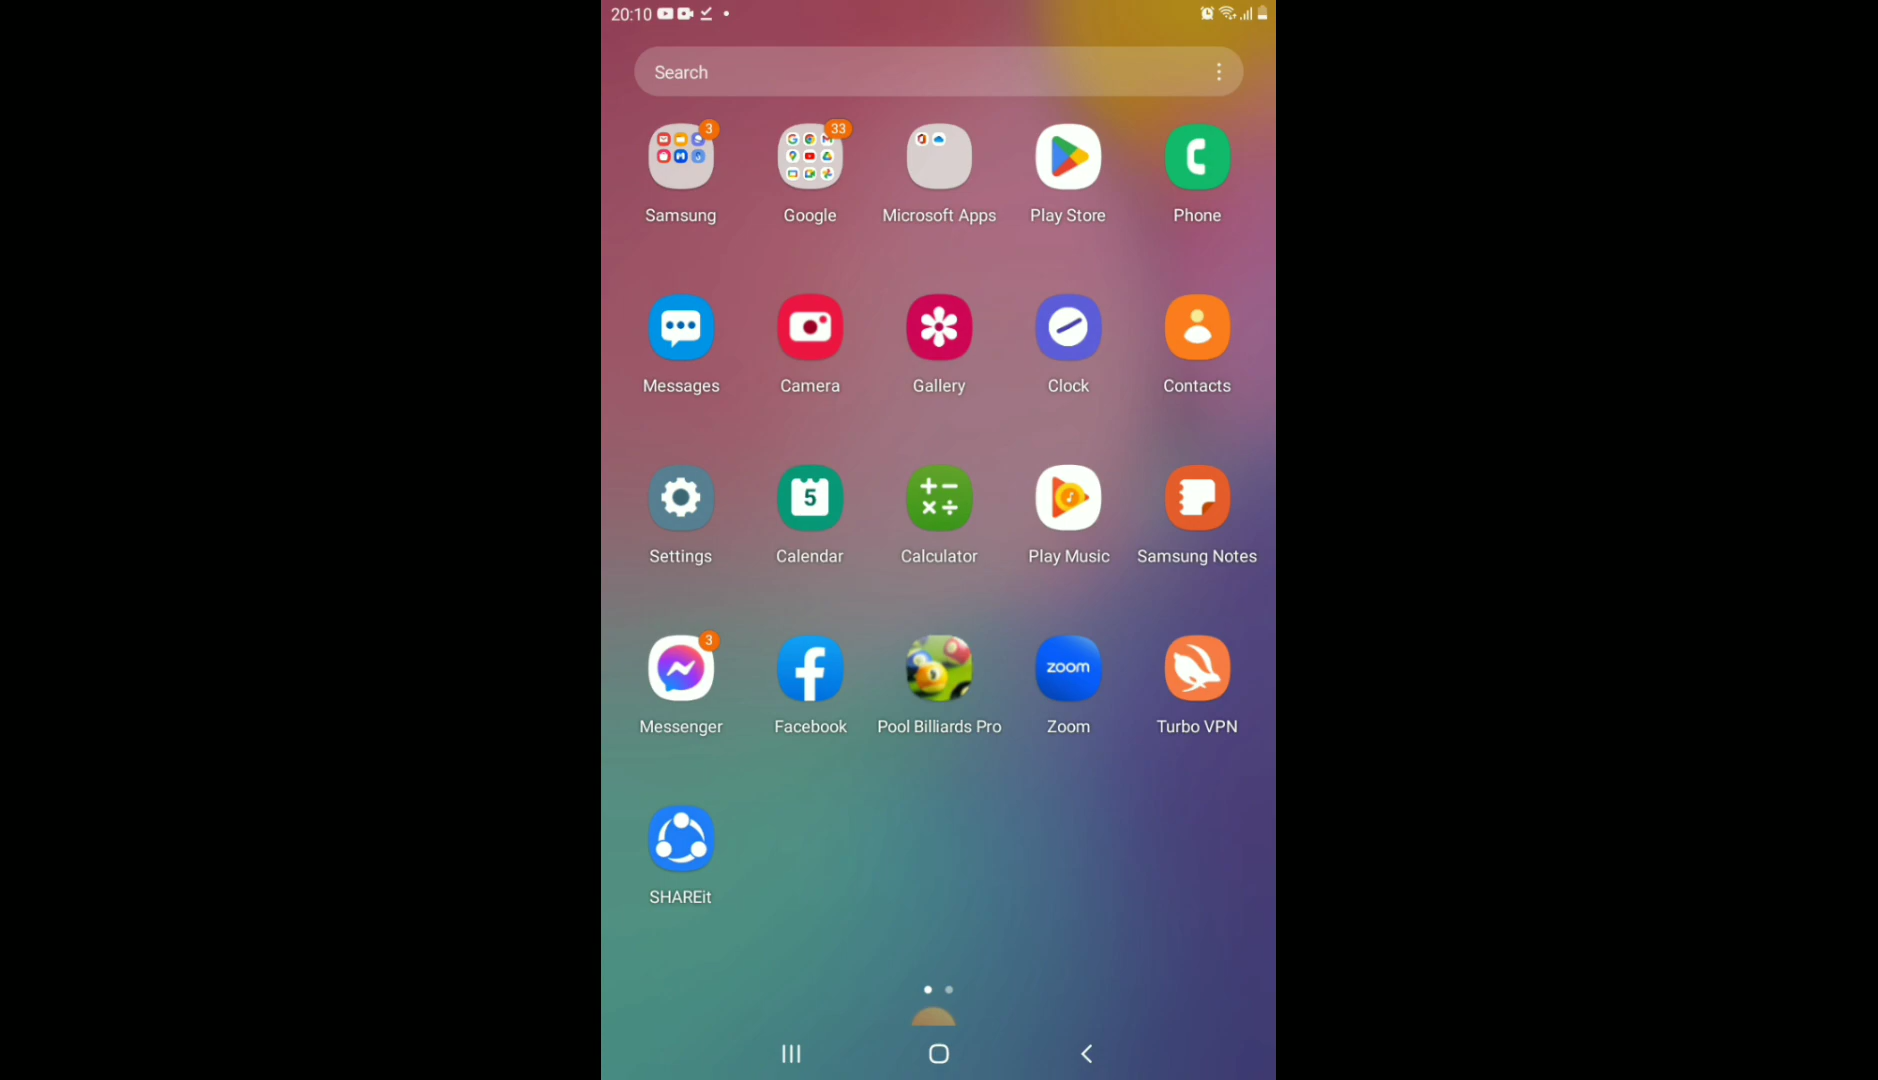 20:10
Search
3
33
Samsung
Google
Microsoft Apps
Play Store
Phone
Messages
Camera
Gallery
Clock
Contacts
5
Settings
Calendar
Calculator
Play Music
Samsung Notes
3
zoom
Messenger
Facebook
Pool Billiards Pro
Zoom
Turbo VPN
SHAREit